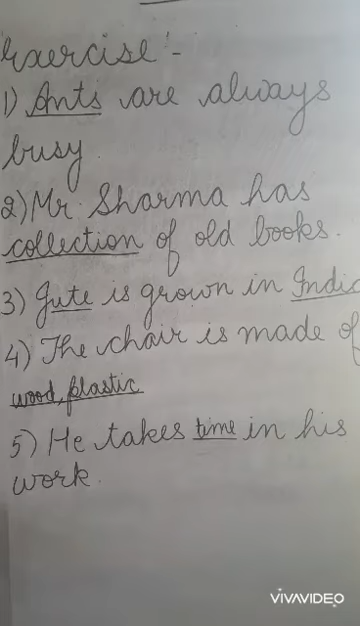 Exercise :-
1) Ants are always
busy.
2) Mr. Sharma has
collection of old books.
3) Jute is grown in India
4) The chair is made of
wood, plastic
5) He takes time in his
work.
VIVAVIDEO